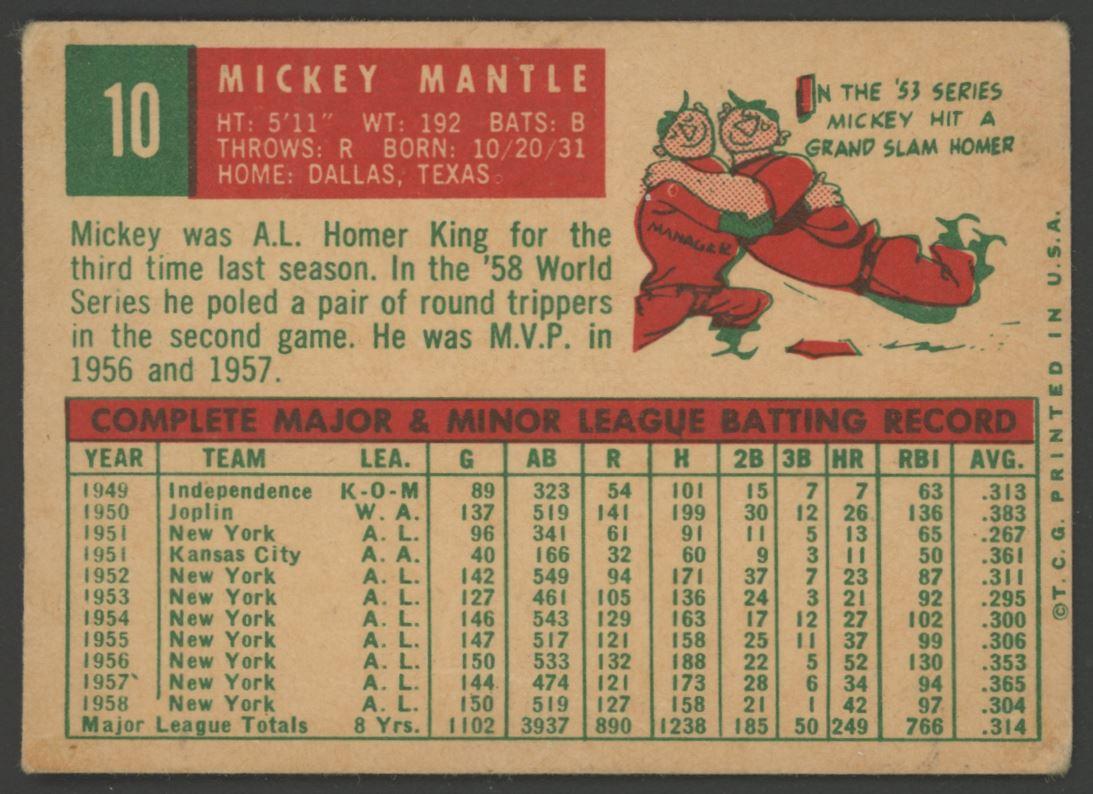 10
MICKEY MANTLE
HT: 5'11" WT: 192 BATS: B
THROWS: R BORN: 10/20/31
HOME: DALLAS, TEXAS
IN THE '53 SERIES
MICKEY HIT A
GRAND SLAM HOMER
MANAGER
Mickey was A.L. Homer King for the
third time last season. In the '58 World
Series he poled a pair of round trippers
in the second game. He was M.V.P. in
1956 and 1957.
COMPLETE MAJOR & MINOR LEAGUE BATTING RECORD
YEAR TEAM LEA. G AB R H 2B 3B HR RBI AVG.
1949 Independence K-O-M 89 323 54 101 15 7 7 63 .313
1950 Joplin W. A. 137 519 141 199 30 12 26 136 .383
1951 New York A. L. 96 341 61 91 11 5 13 65 .267
1951 Kansas City A. A. 40 166 32 60 9 3 11 50 .361
1952 New York A. L. 142 549 94 171 37 7 23 87 .311
1953 New York A. L. 127 461 105 136 24 3 21 92 .295
1954 New York A. L. 146 543 129 163 17 12 27 102 .300
1955 New York A. L. 147 517 121 158 25 11 37 99 .306
1956 New York A. L. 150 533 132 188 22 5 52 130 .353
1957 New York A. L. 144 474 121 173 28 6 34 94 .365
1958 New York A. L. 150 519 127 158 21 1 42 97 .304
Major League Totals 8 Yrs. 1102 3937 890 1238 185 50 249 766 .314
©T. C. G. PRINTED IN U.S.A.